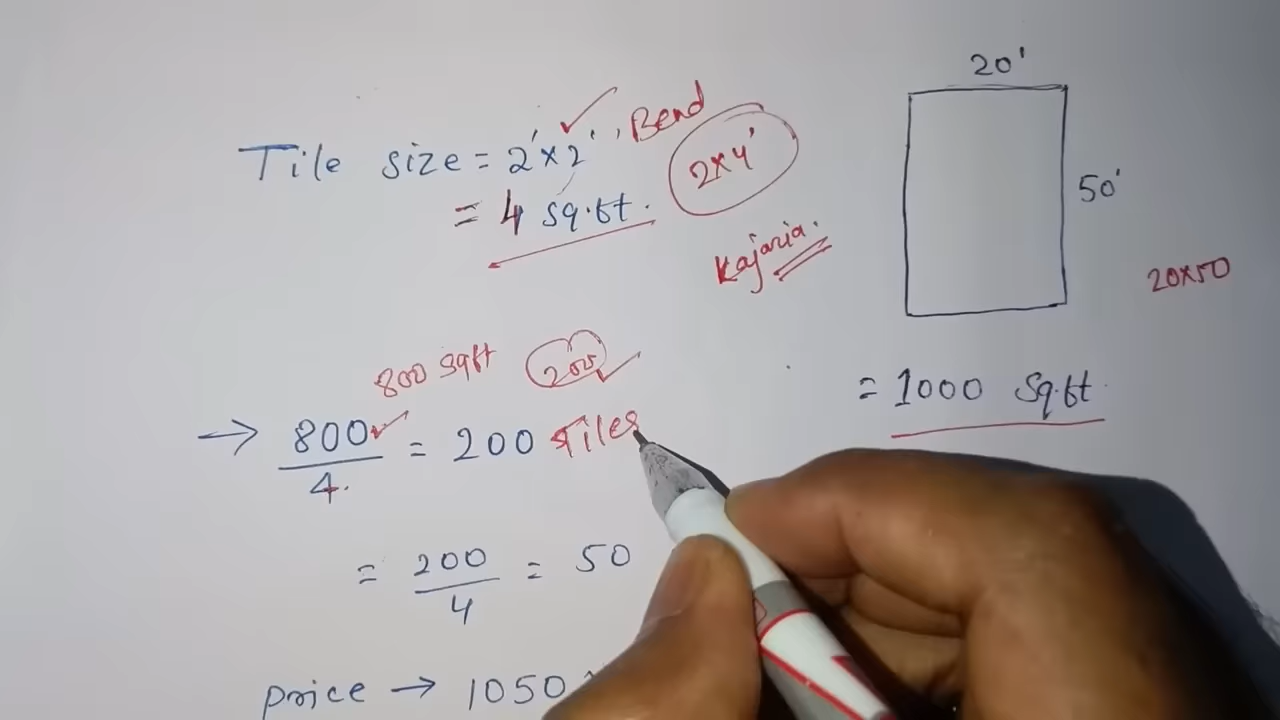 20'
Tile size = 2' x 2' , Bend
2x4'
= 4 sq.ft.
50'
Kajaria.
20x50
800 sqft 200
= 1000 Sq.ft.
→ 800/4. = 200 Tiles
= 200/4 = 50
price → 1050